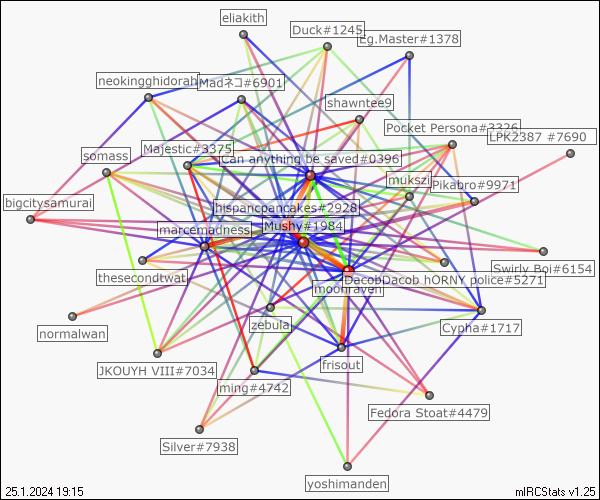 eliakith
Duck#1245
Eg.Master#1378
neokingghidorah
Madネコ#6901
shawntee9
Pocket Persona#3326
LPK2387 #7690
Majestic#3375
Can anything be saved#0396
somass
mukszi
Pikabro#9971
bigcitysamurai
hispancpancakes#2928
marcemadness
Mushy#1984
Swirly Boi#6154
thesecondtwat
DacobDacob hORNY police#5271
moonraven
normalwan
zebula
Cypha#1717
frisout
JKOUYH VIII#7034
ming#4742
Fedora Stoat#4479
Silver#7938
yoshimanden
25.1.2024 19:15
mIRCStats v1.25